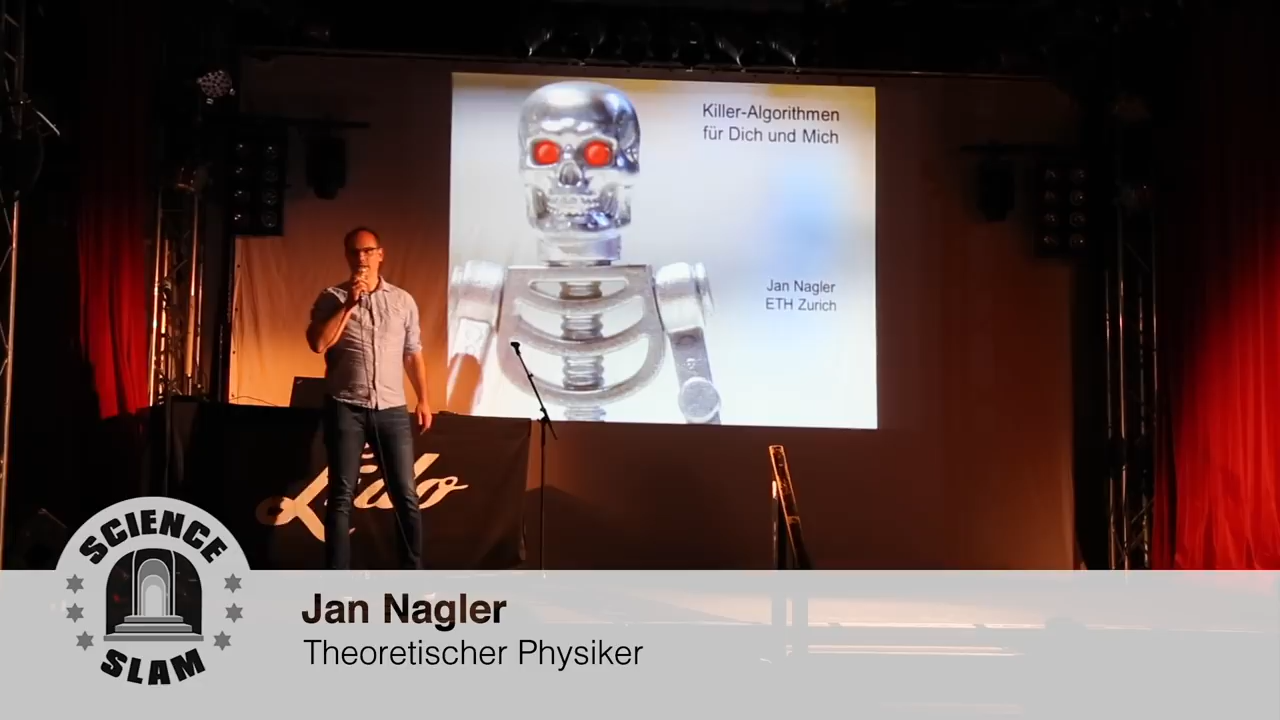 Killer-Algorithmen
für Dich und Mich
Jan Nagler
ETH Zurich
Lido
SCIENCE
SLAM
Jan Nagler
Theoretischer Physiker